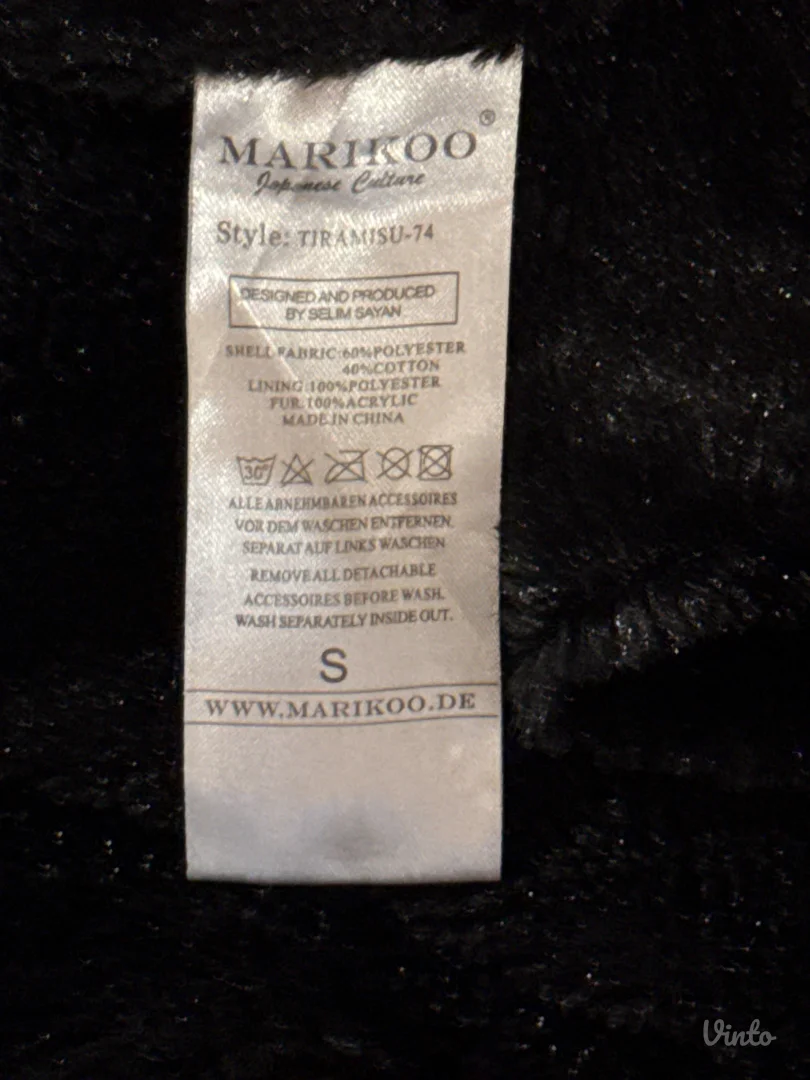 MARIKOO®
Japanese Culture
Style: TIRAMISU-74
DESIGNED AND PRODUCED
BY SELIM SAYAN
SHELL FABRIC:60%POLYESTER
40%COTTON
LINING:100%POLYESTER
FUR:100%ACRYLIC
MADE IN CHINA
30°
ALLE ABNEHMBAREN ACCESSOIRES
VOR DEM WASCHEN ENTFERNEN.
SEPARAT AUF LINKS WASCHEN
REMOVE ALL DETACHABLE
ACCESSOIRES BEFORE WASH.
WASH SEPARATELY INSIDE OUT.
S
WWW.MARIKOO.DE
Vinto